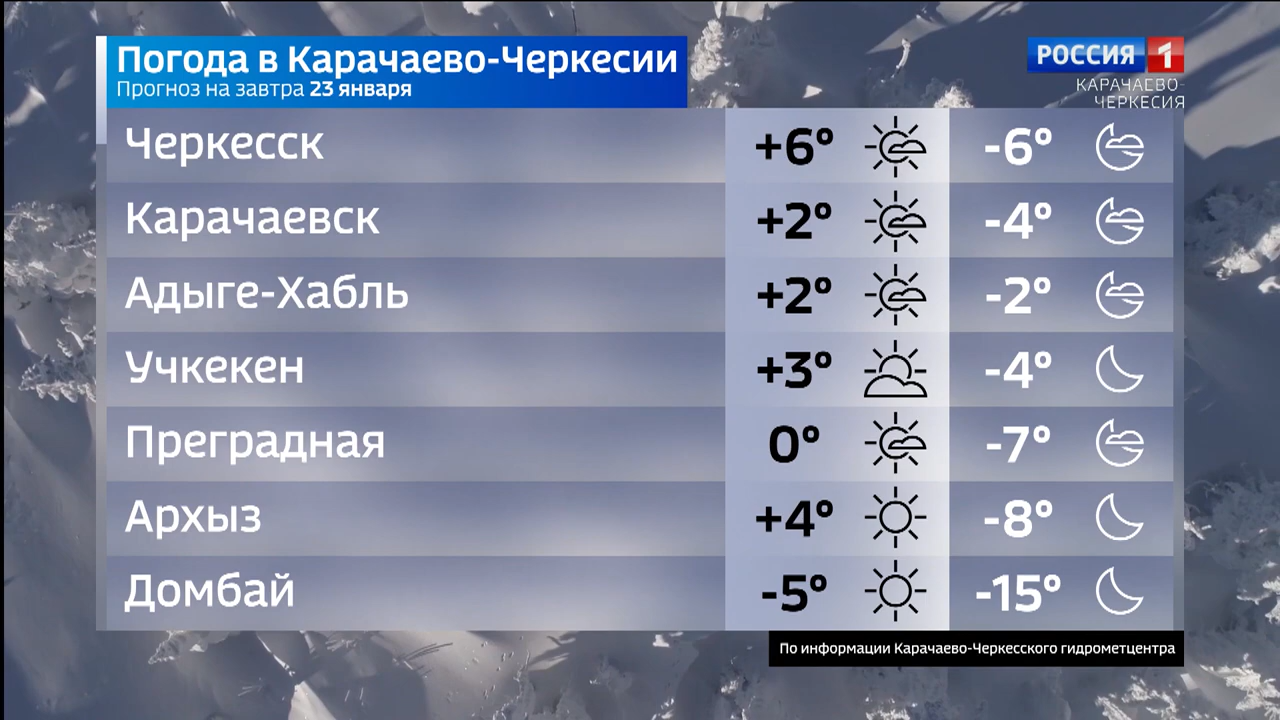 Погода в Карачаево-Черкесии
Прогноз на завтра 23 января
РОССИЯ 1
КАРАЧАЕВО-
ЧЕРКЕСИЯ
Черкесск +6° -6°
Карачаевск +2° -4°
Адыге-Хабль +2° -2°
Учкекен +3° -4°
Преградная 0° -7°
Архыз +4° -8°
Домбай -5° -15°
По информации Карачаево-Черкесского гидрометцентра